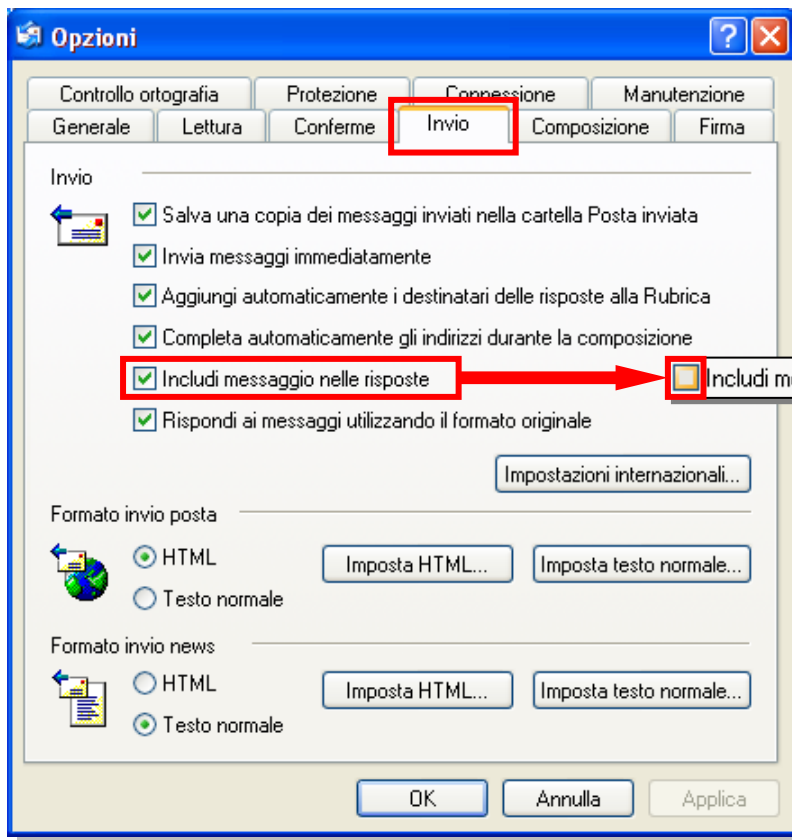 Opzioni
Controllo ortografia Protezione Connessione Manutenzione
Generale Lettura Conferme Invio Composizione Firma
Invio
Salva una copia dei messaggi inviati nella cartella Posta inviata
Invia messaggi immediatamente
Aggiungi automaticamente i destinatari delle risposte alla Rubrica
Completa automaticamente gli indirizzi durante la composizione
Includi messaggio nelle risposte Includi m
Rispondi ai messaggi utilizzando il formato originale
Impostazioni internazionali...
Formato invio posta
HTML Imposta HTML... Imposta testo normale...
Testo normale
Formato invio news
HTML Imposta HTML... Imposta testo normale...
Testo normale
OK Annulla Applica